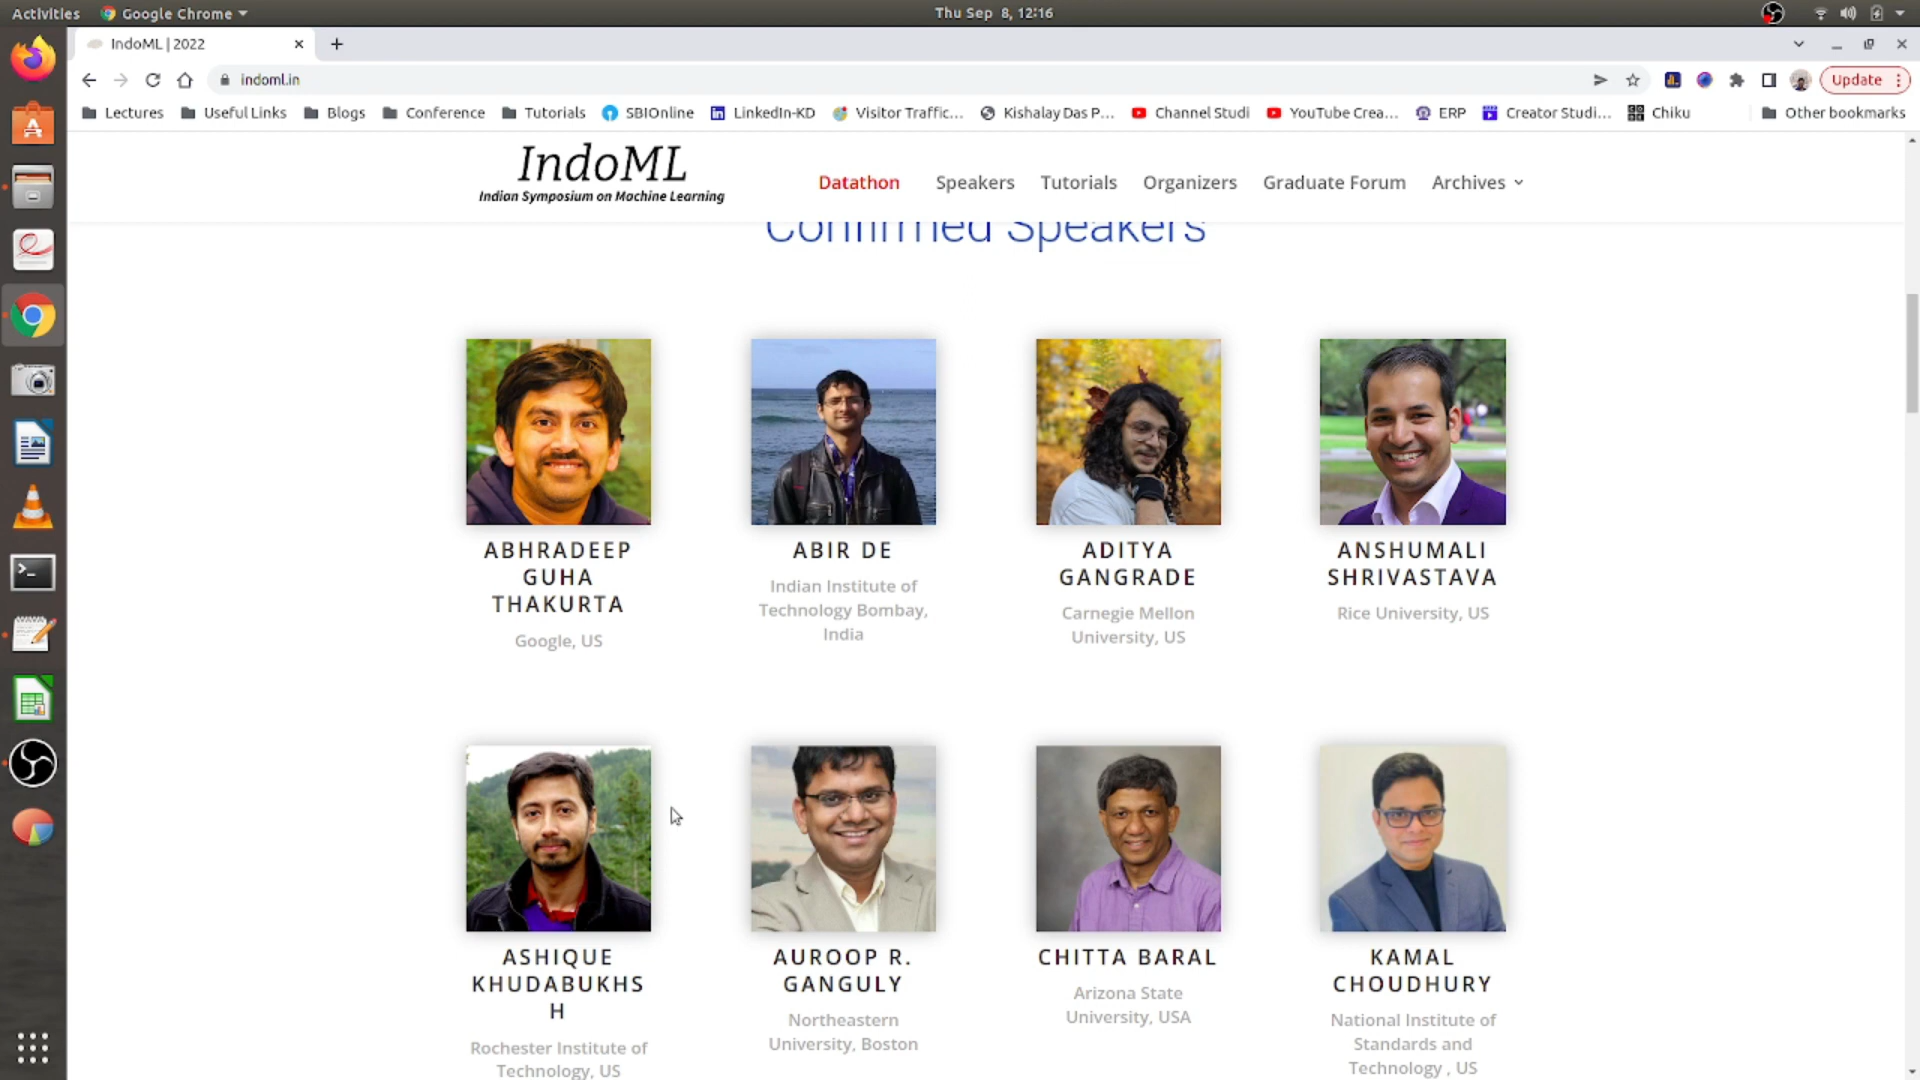 Activities
Google Chrome
Thu Sep 8, 12:16
IndoML | 2022
indoml.in
Update
Lectures
Useful Links
Blogs
Conference
Tutorials
SBIOnline
LinkedIn-KD
Visitor Traffic...
Kishalay Das P...
Channel Studi
YouTube Crea...
ERP
Creator Studi...
Chiku
Other bookmarks
IndoML
Indian Symposium on Machine Learning
Datathon
Speakers
Tutorials
Organizers
Graduate Forum
Archives
Confirmed Speakers
ABHRADEEP
GUHA
THAKURTA
Google, US
ABIR DE
Indian Institute of
Technology Bombay,
India
ADITYA
GANGRADE
Carnegie Mellon
University, US
ANSHUMALI
SHRIVASTAVA
Rice University, US
ASHIQUE
KHUDABUKHS
H
Rochester Institute of
Technology, US
AUROOP R.
GANGULY
Northeastern
University, Boston
CHITTA BARAL
Arizona State
University, USA
KAMAL
CHOUDHURY
National Institute of
Standards and
Technology , US